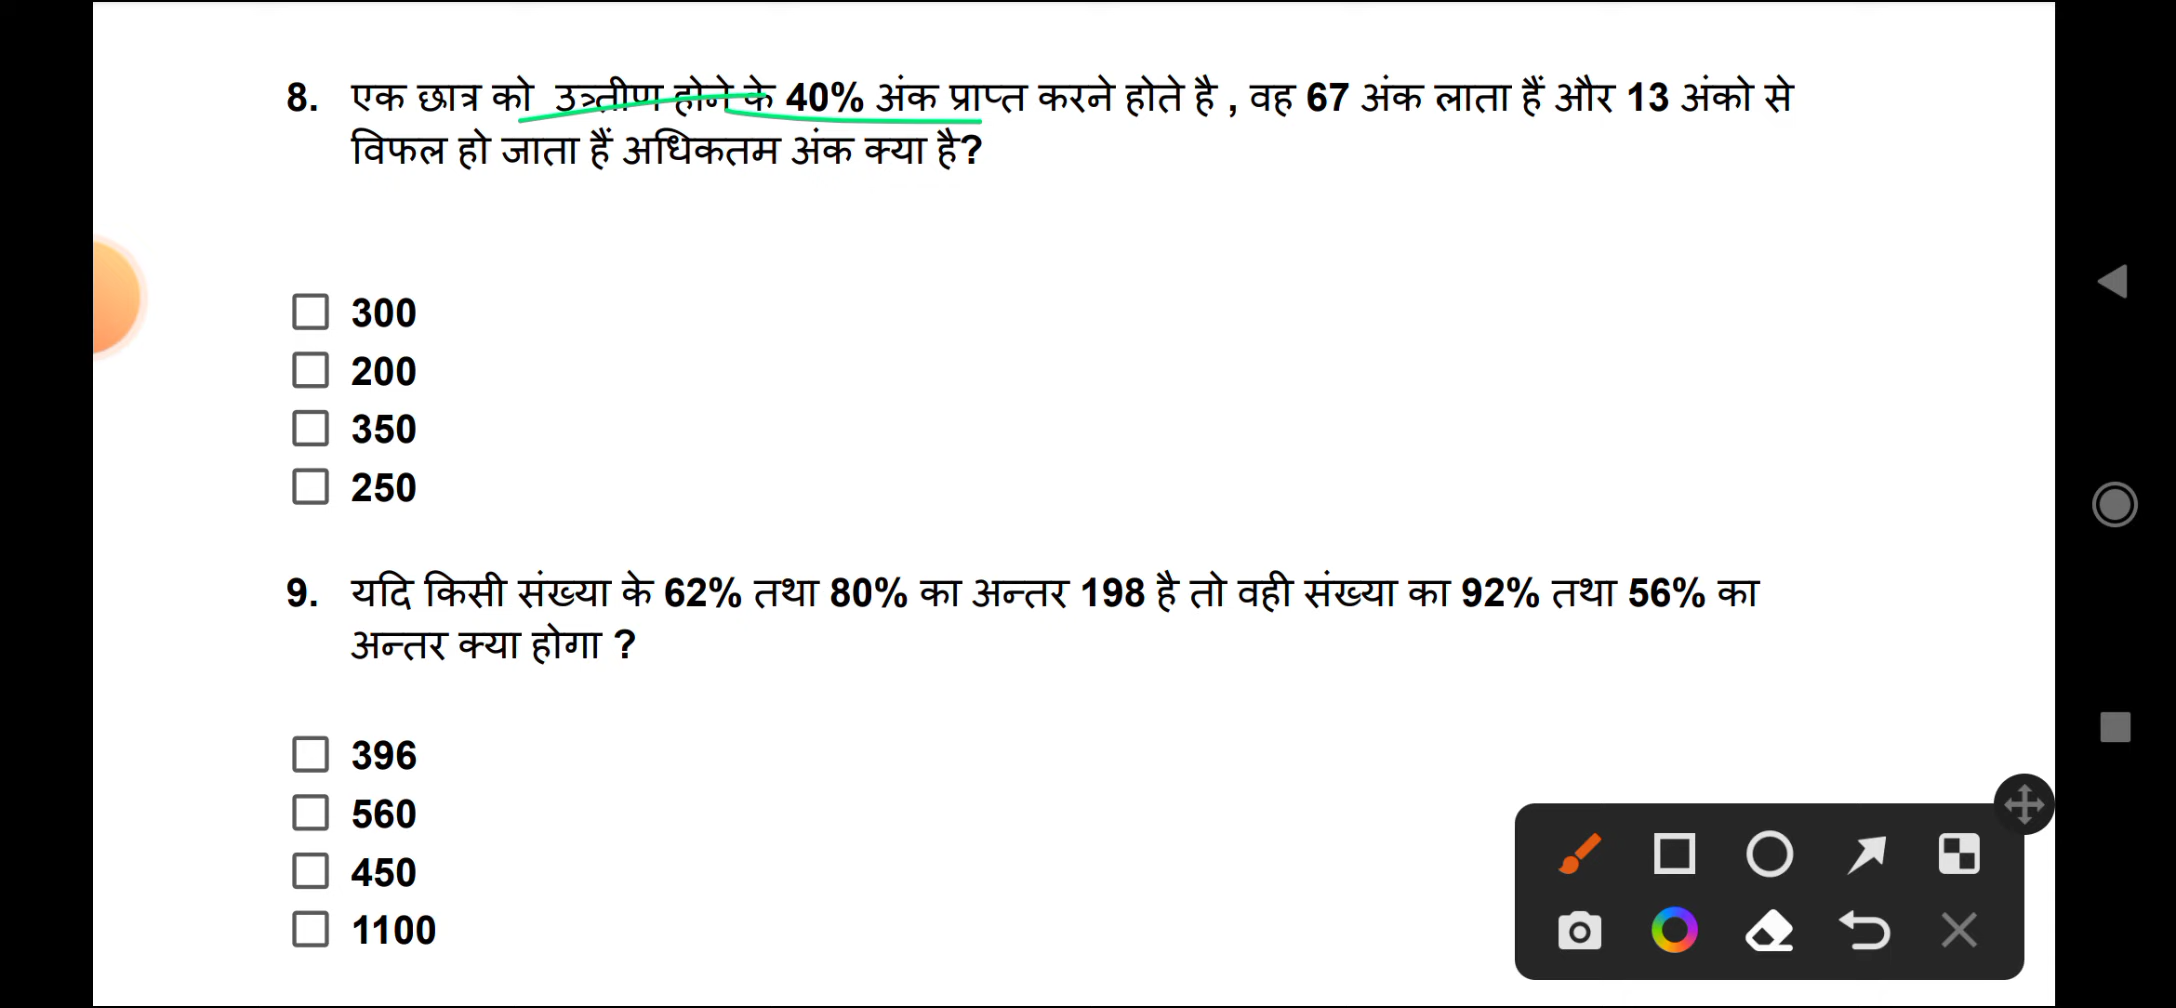 8. एक छात्र को उत्र्तीण होने के 40% अंक प्राप्त करने होते है , वह 67 अंक लाता हैं और 13 अंको से
विफल हो जाता हैं अधिकतम अंक क्या है?
300
200
350
250
9. यदि किसी संख्या के 62% तथा 80% का अन्तर 198 है तो वही संख्या का 92% तथा 56% का
अन्तर क्या होगा ?
396
560
450
1100